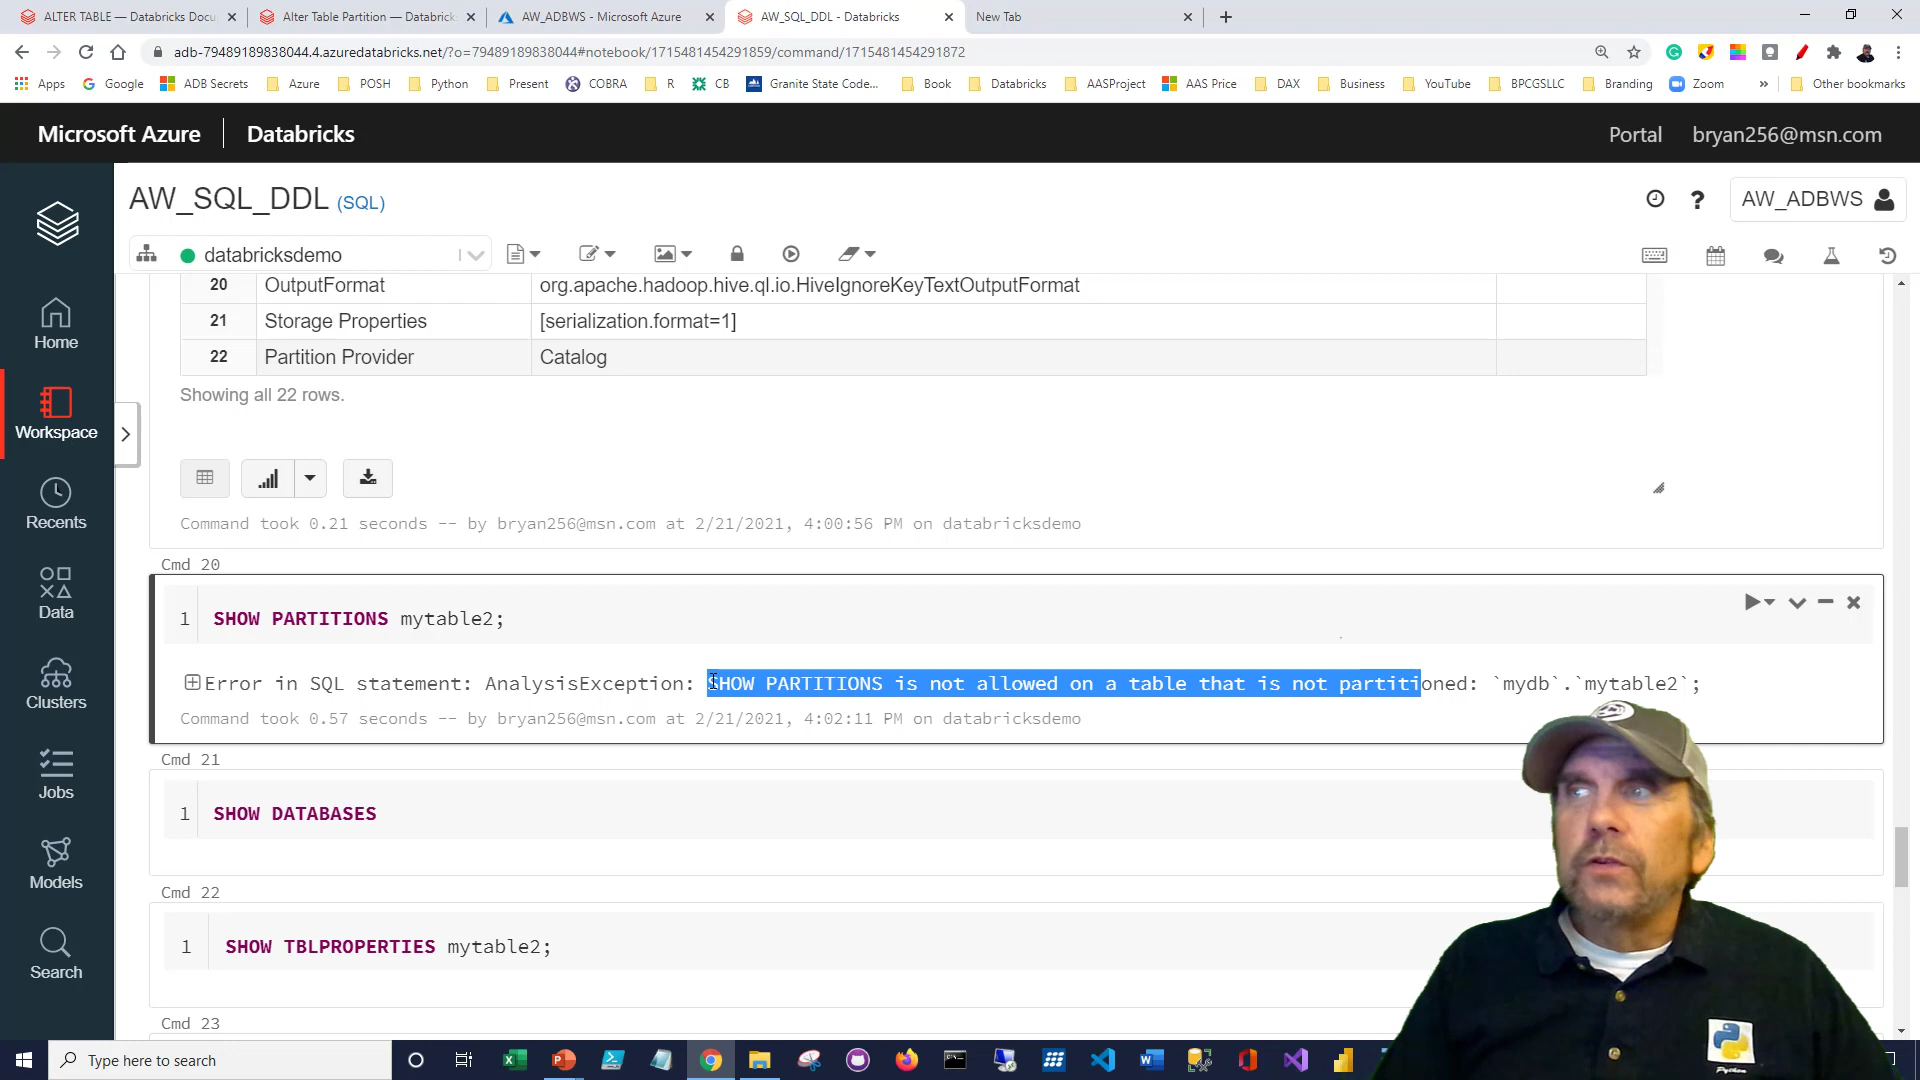 ALTER TABLE — Databricks Docu
Alter Table Partition — Databrick
AW_ADBWS - Microsoft Azure
AW_SQL_DDL - Databricks
New Tab
adb-79489189838044.4.azuredatabricks.net/?o=79489189838044#notebook/1715481454291859/command/1715481454291872
Apps
Google
ADB Secrets
Azure
POSH
Python
Present
COBRA
R
CB
Granite State Code...
Book
Databricks
AASProject
AAS Price
DAX
Business
YouTube
BPCGSLLC
Branding
Zoom
»
Other bookmarks
Microsoft Azure
Databricks
Portal
bryan256@msn.com
AW_SQL_DDL (SQL)
? AW_ADBWS
databricksdemo
20 OutputFormat org.apache.hadoop.hive.ql.io.HiveIgnoreKeyTextOutputFormat
21 Storage Properties [serialization.format=1]
22 Partition Provider Catalog
Showing all 22 rows.
Command took 0.21 seconds -- by bryan256@msn.com at 2/21/2021, 4:00:56 PM on databricksdemo
Cmd 20
1 SHOW PARTITIONS mytable2;
Error in SQL statement: AnalysisException: SHOW PARTITIONS is not allowed on a table that is not partitioned: `mydb`.`mytable2`;
Command took 0.57 seconds -- by bryan256@msn.com at 2/21/2021, 4:02:11 PM on databricksdemo
Cmd 21
1 SHOW DATABASES
Cmd 22
1 SHOW TBLPROPERTIES mytable2;
Cmd 23
Home
Workspace
Recents
Data
Clusters
Jobs
Models
Search
Python
Type here to search